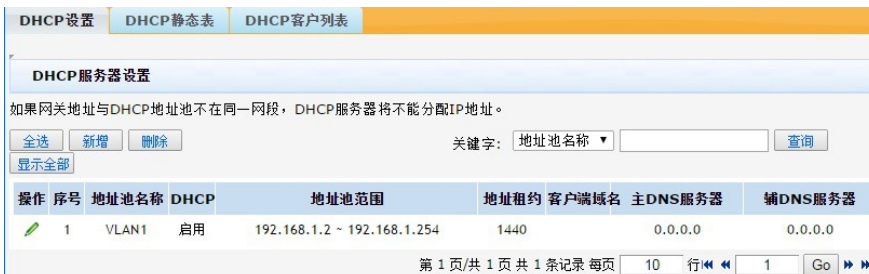 DHCP设置 DHCP静态表 DHCP客户列表
DHCP服务器设置
如果网关地址与DHCP地址池不在同一网段，DHCP服务器将不能分配IP地址。
全选 新增 删除 关键字: 地址池名称 查询
显示全部
操作 序号 地址池名称 DHCP 地址池范围 地址租约 客户端域名 主DNS服务器 辅DNS服务器
1 VLAN1 启用 192.168.1.2 ~ 192.168.1.254 1440 0.0.0.0 0.0.0.0
第 1 页/共 1 页 共 1 条记录 每页 10 行 1 Go